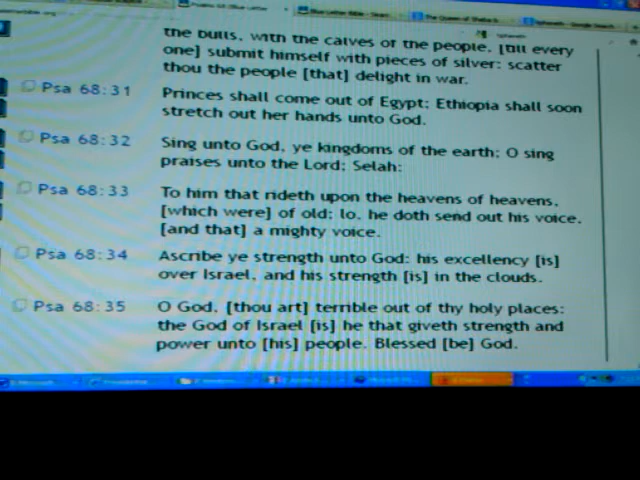 the bulls, with the calves of the people, [till every
one] submit himself with pieces of silver: scatter
thou the people [that] delight in war.
Psa 68:31 Princes shall come out of Egypt; Ethiopia shall soon
stretch out her hands unto God.
Psa 68:32 Sing unto God, ye kingdoms of the earth; O sing
praises unto the Lord; Selah:
Psa 68:33 To him that rideth upon the heavens of heavens,
[which were] of old; lo, he doth send out his voice,
[and that] a mighty voice.
Psa 68:34 Ascribe ye strength unto God: his excellency [is]
over Israel, and his strength [is] in the clouds.
Psa 68:35 O God, [thou art] terrible out of thy holy places:
the God of Israel [is] he that giveth strength and
power unto [his] people. Blessed [be] God.